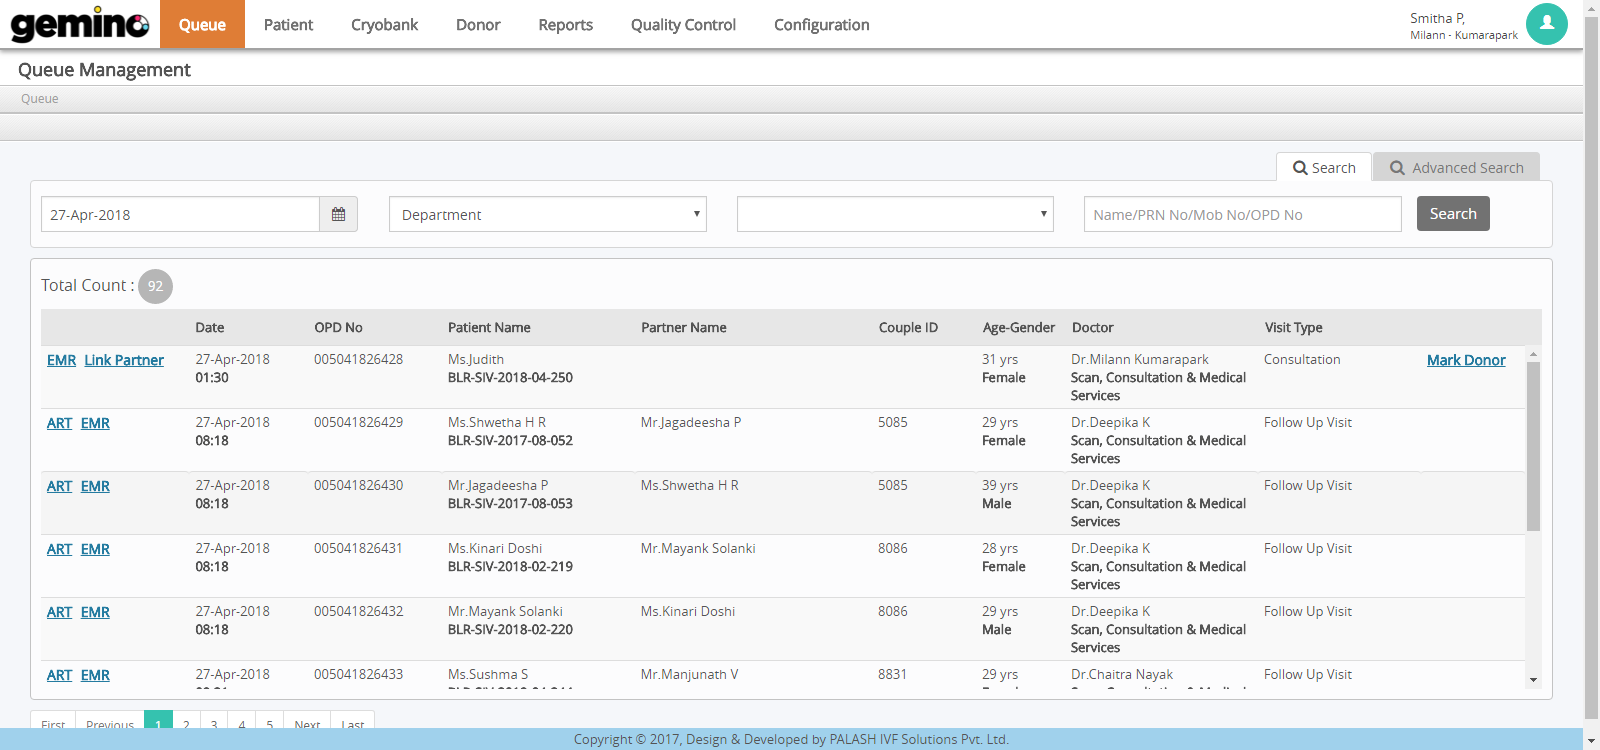 gemino Queue Patient Cryobank Donor Reports Quality Control Configuration Smitha P,
Milann - Kumarapark
Queue Management
Queue
Search Advanced Search
27-Apr-2018 Department Name/PRN No/Mob No/OPD No Search
Total Count : 92
Date OPD No Patient Name Partner Name Couple ID Age-Gender Doctor Visit Type
EMR Link Partner 27-Apr-2018 005041826428 Ms.Judith 31 yrs Dr.Milann Kumarapark Consultation Mark Donor
01:30 BLR-SIV-2018-04-250 Female Scan, Consultation & Medical
Services
ART EMR 27-Apr-2018 005041826429 Ms.Shwetha H R Mr.Jagadeesha P 5085 29 yrs Dr.Deepika K Follow Up Visit
08:18 BLR-SIV-2017-08-052 Female Scan, Consultation & Medical
Services
ART EMR 27-Apr-2018 005041826430 Mr.Jagadeesha P Ms.Shwetha H R 5085 39 yrs Dr.Deepika K Follow Up Visit
08:18 BLR-SIV-2017-08-053 Male Scan, Consultation & Medical
Services
ART EMR 27-Apr-2018 005041826431 Ms.Kinari Doshi Mr.Mayank Solanki 8086 28 yrs Dr.Deepika K Follow Up Visit
08:18 BLR-SIV-2018-02-219 Female Scan, Consultation & Medical
Services
ART EMR 27-Apr-2018 005041826432 Mr.Mayank Solanki Ms.Kinari Doshi 8086 29 yrs Dr.Deepika K Follow Up Visit
08:18 BLR-SIV-2018-02-220 Male Scan, Consultation & Medical
Services
ART EMR 27-Apr-2018 005041826433 Ms.Sushma S Mr.Manjunath V 8831 29 yrs Dr.Chaitra Nayak Follow Up Visit
First Previous 1 2 3 4 5 Next Last
Copyright © 2017, Design & Developed by PALASH IVF Solutions Pvt. Ltd.